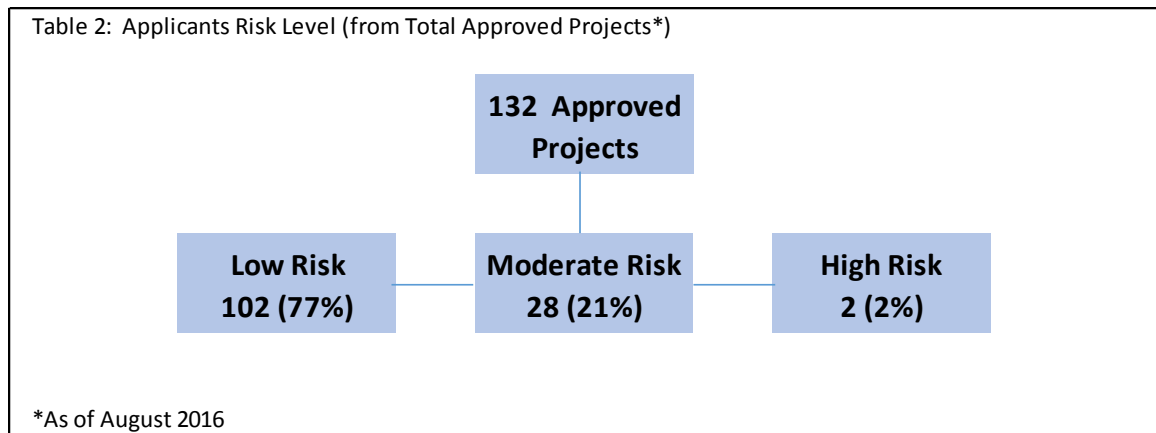 Table 2: Applicants Risk Level (from Total Approved Projects*)
132 Approved
Projects
Low Risk
102 (77%)
Moderate Risk
28 (21%)
High Risk
2 (2%)
*As of August 2016